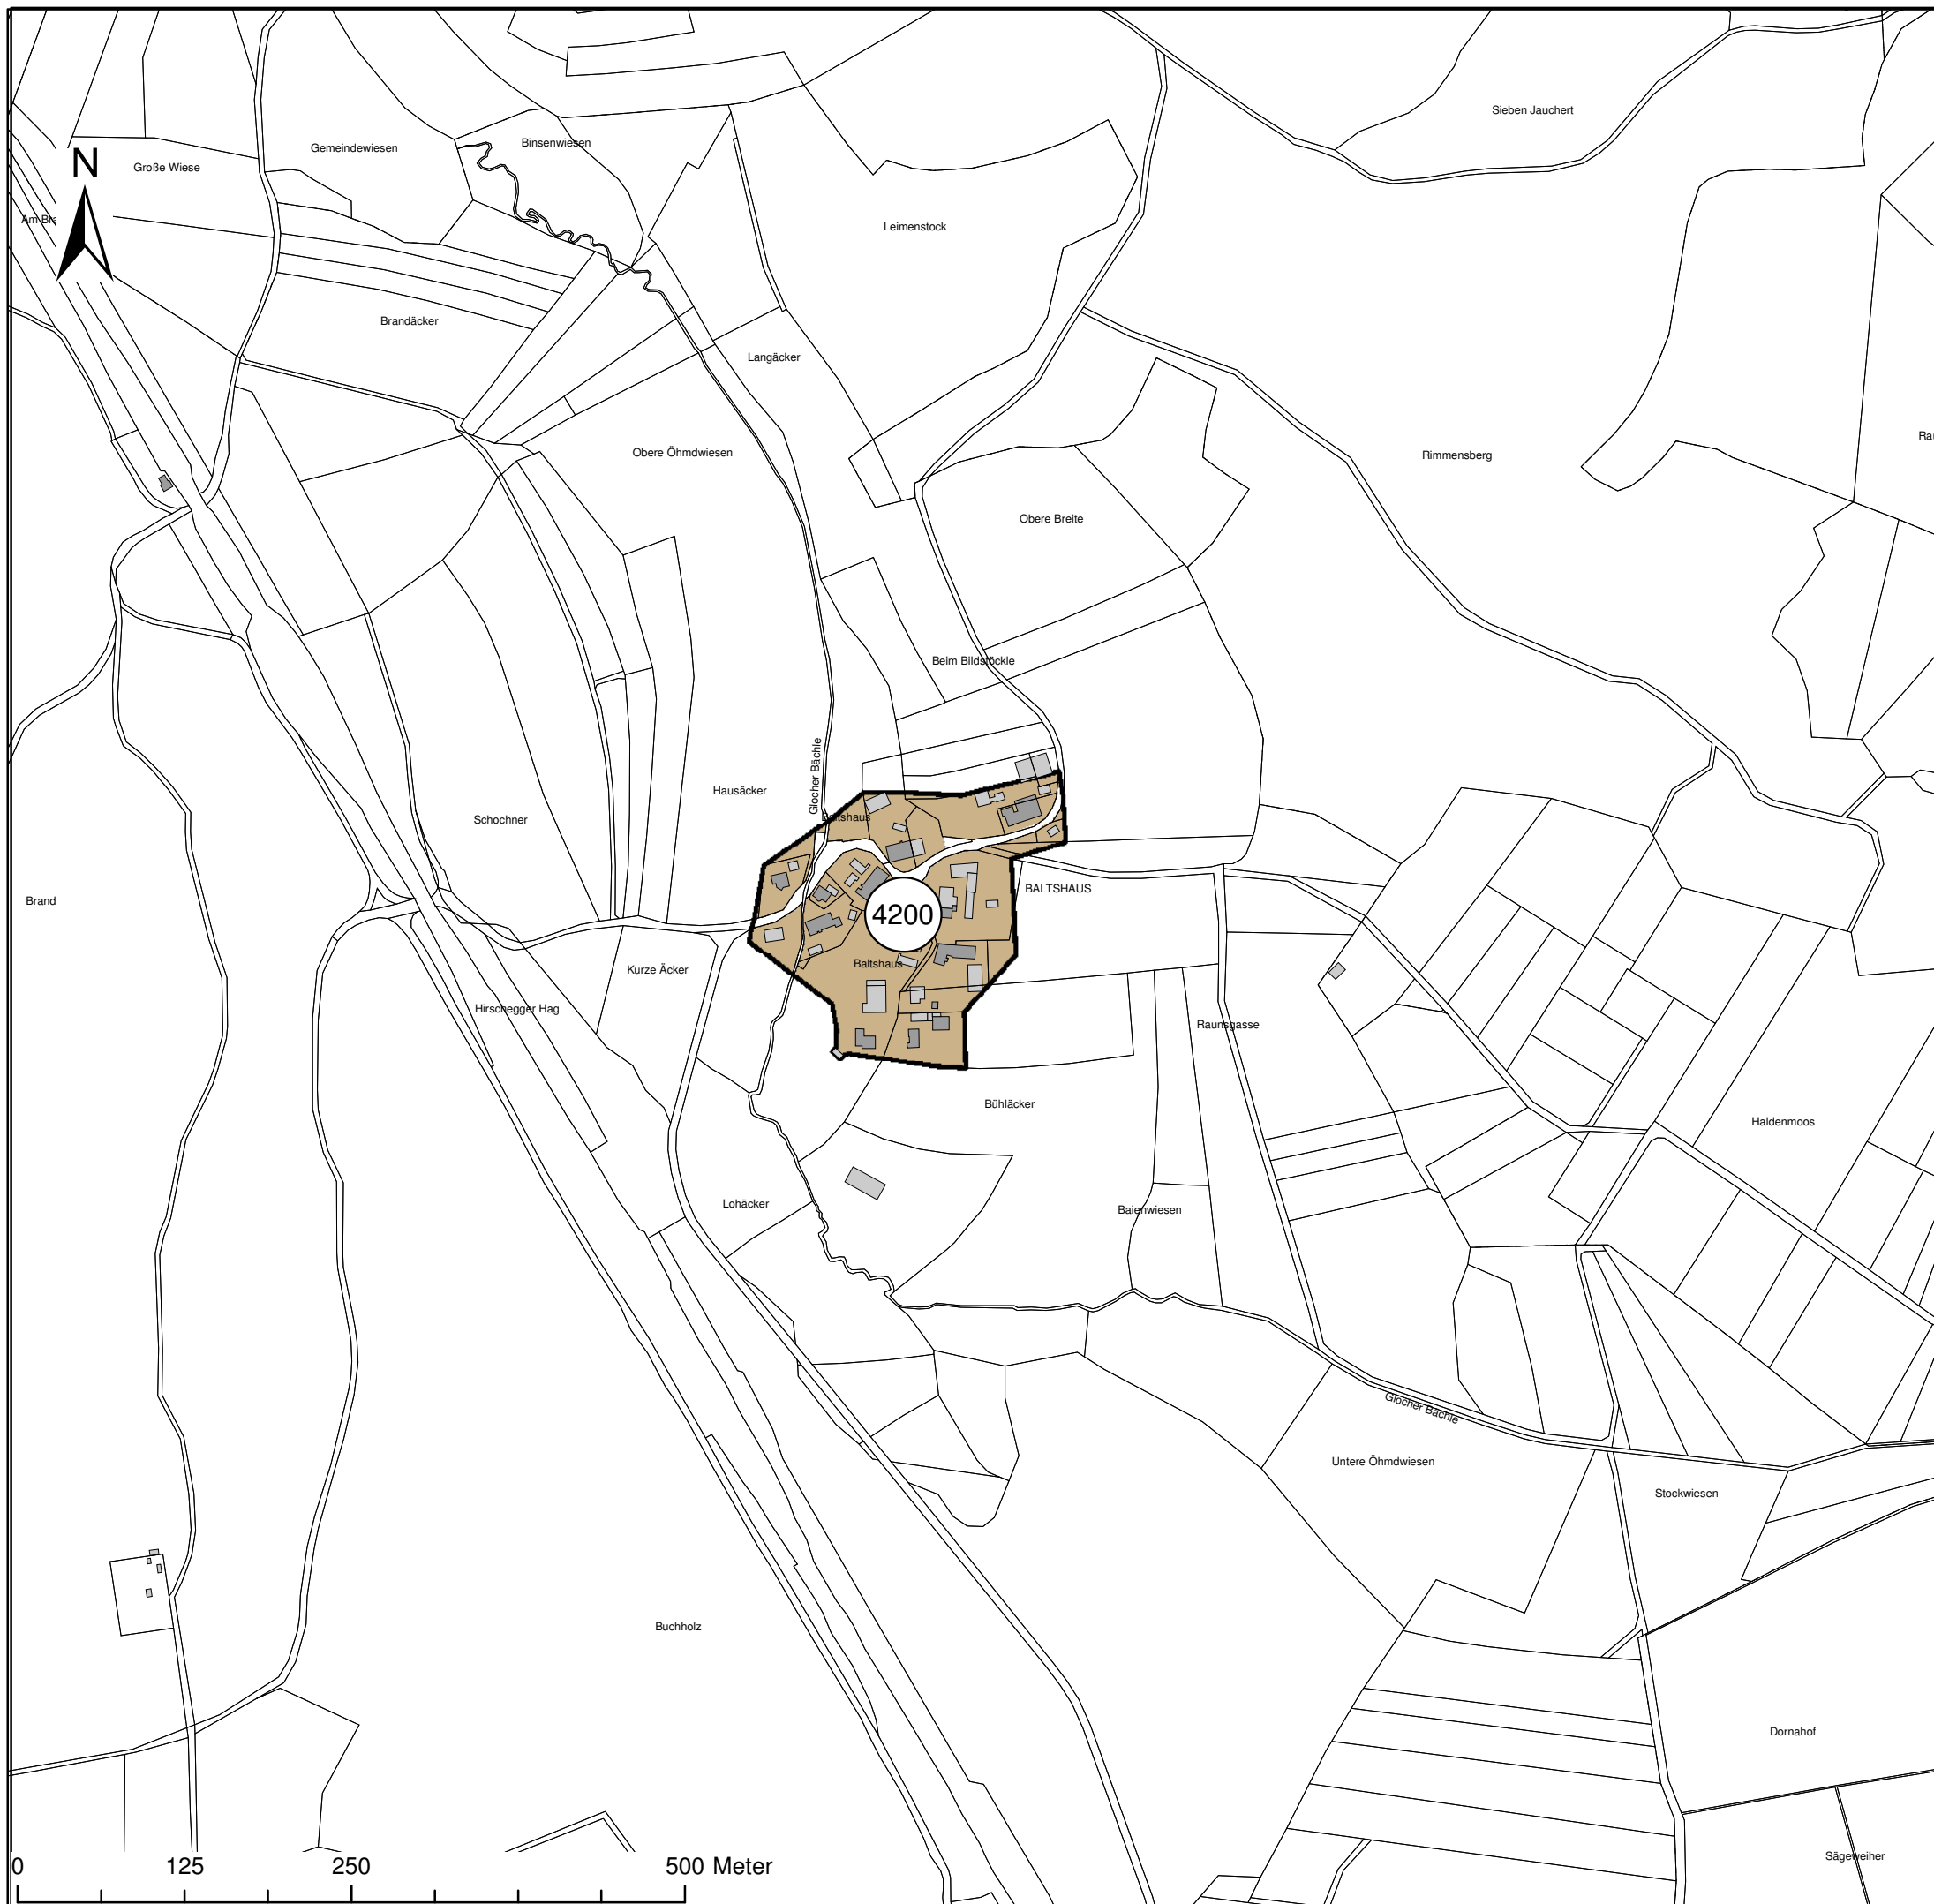 Sieben Jauchert
Gemeindewiesen
Binsenwiesen
N
Große Wiese
Am
Leimenstock
Brandäcker
Langäcker
Obere Öhmdwiesen
Rimmensberg
Obere Breite
Beim Bildstöckle
Glocher Bächle
Hausäcker
Baltshaus
Schochner
BALTSHAUS
Brand
4200
Baltshaus
Kurze Äcker
Hirschegger Hag
Raunsgasse
Bühläcker
Haldenmoos
Lohäcker
Baienwiesen
Glocher Bächle
Untere Öhmdwiesen
Stockwiesen
Buchholz
Dornahof
Sägeweiher
0 125 250 500 Meter